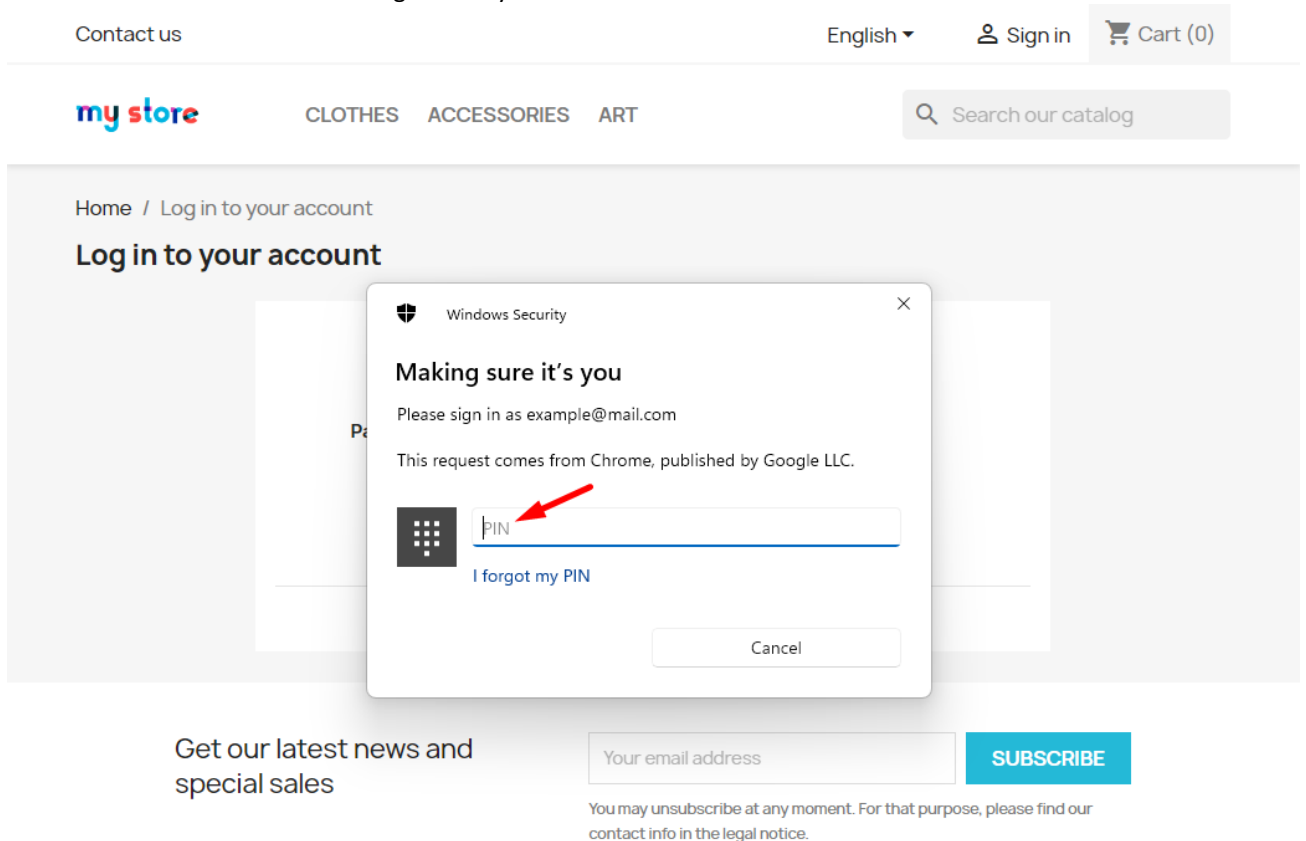 Contact us
English
Sign in
Cart (0)
my store
CLOTHES ACCESSORIES ART
Search our catalog
Home / Log in to your account
Log in to your account
Windows Security
Making sure it's you
Please sign in as example@mail.com
Pa
This request comes from Chrome, published by Google LLC.
PIN
I forgot my PIN
Cancel
Get our latest news and
special sales
Your email address
SUBSCRIBE
You may unsubscribe at any moment. For that purpose, please find our
contact info in the legal notice.